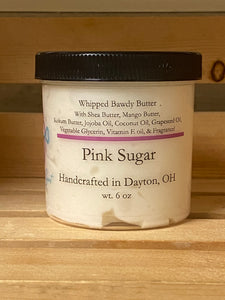 Whipped Bawdy Butter
With Shea Butter, Mango Butter,
Kokum Butter, Jojoba Oil, Coconut Oil, Grapeseed Oil,
Vegetable Glycerin, Vitamin E oil, & Fragrance
Pink Sugar
Handcrafted in Dayton, OH
wt. 6 oz